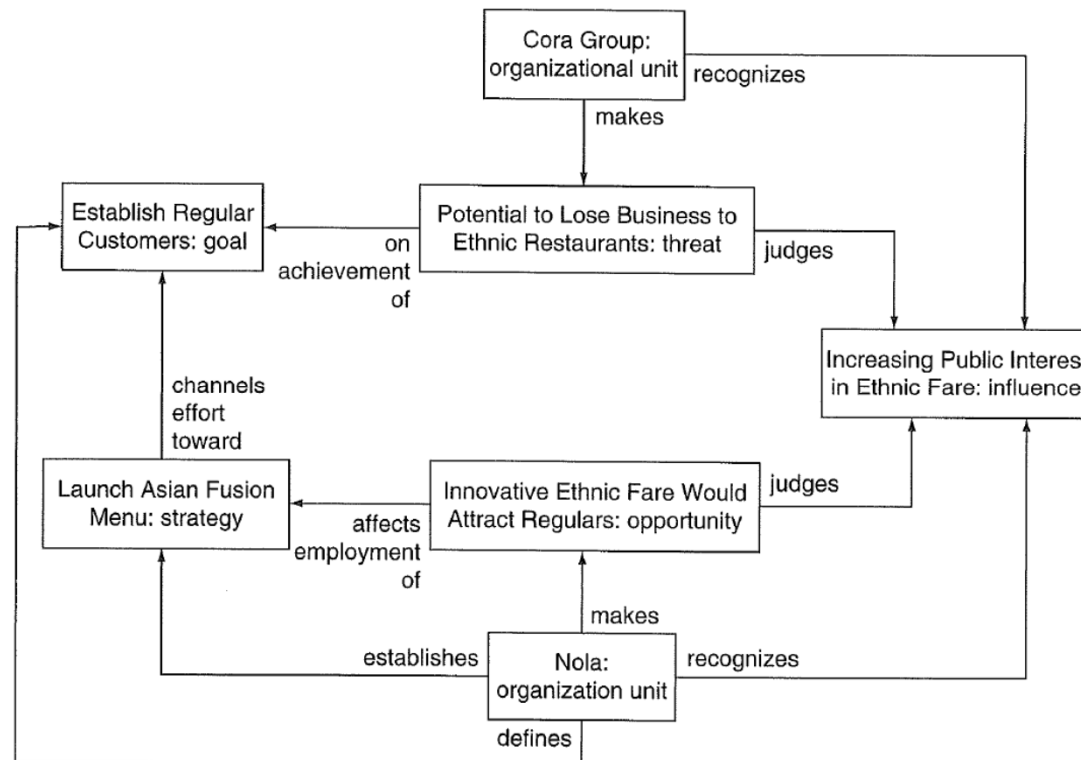 Cora Group:
organizational unit
recognizes
makes
Establish Regular
Customers: goal
on
achievement
of
Potential to Lose Business to
Ethnic Restaurants: threat
judges
Increasing Public Interes
in Ethnic Fare: influence
channels
effort
toward
Launch Asian Fusion
Menu: strategy
affects
employment
of
Innovative Ethnic Fare Would
Attract Regulars: opportunity
judges
makes
establishes
Nola:
organization unit
recognizes
defines